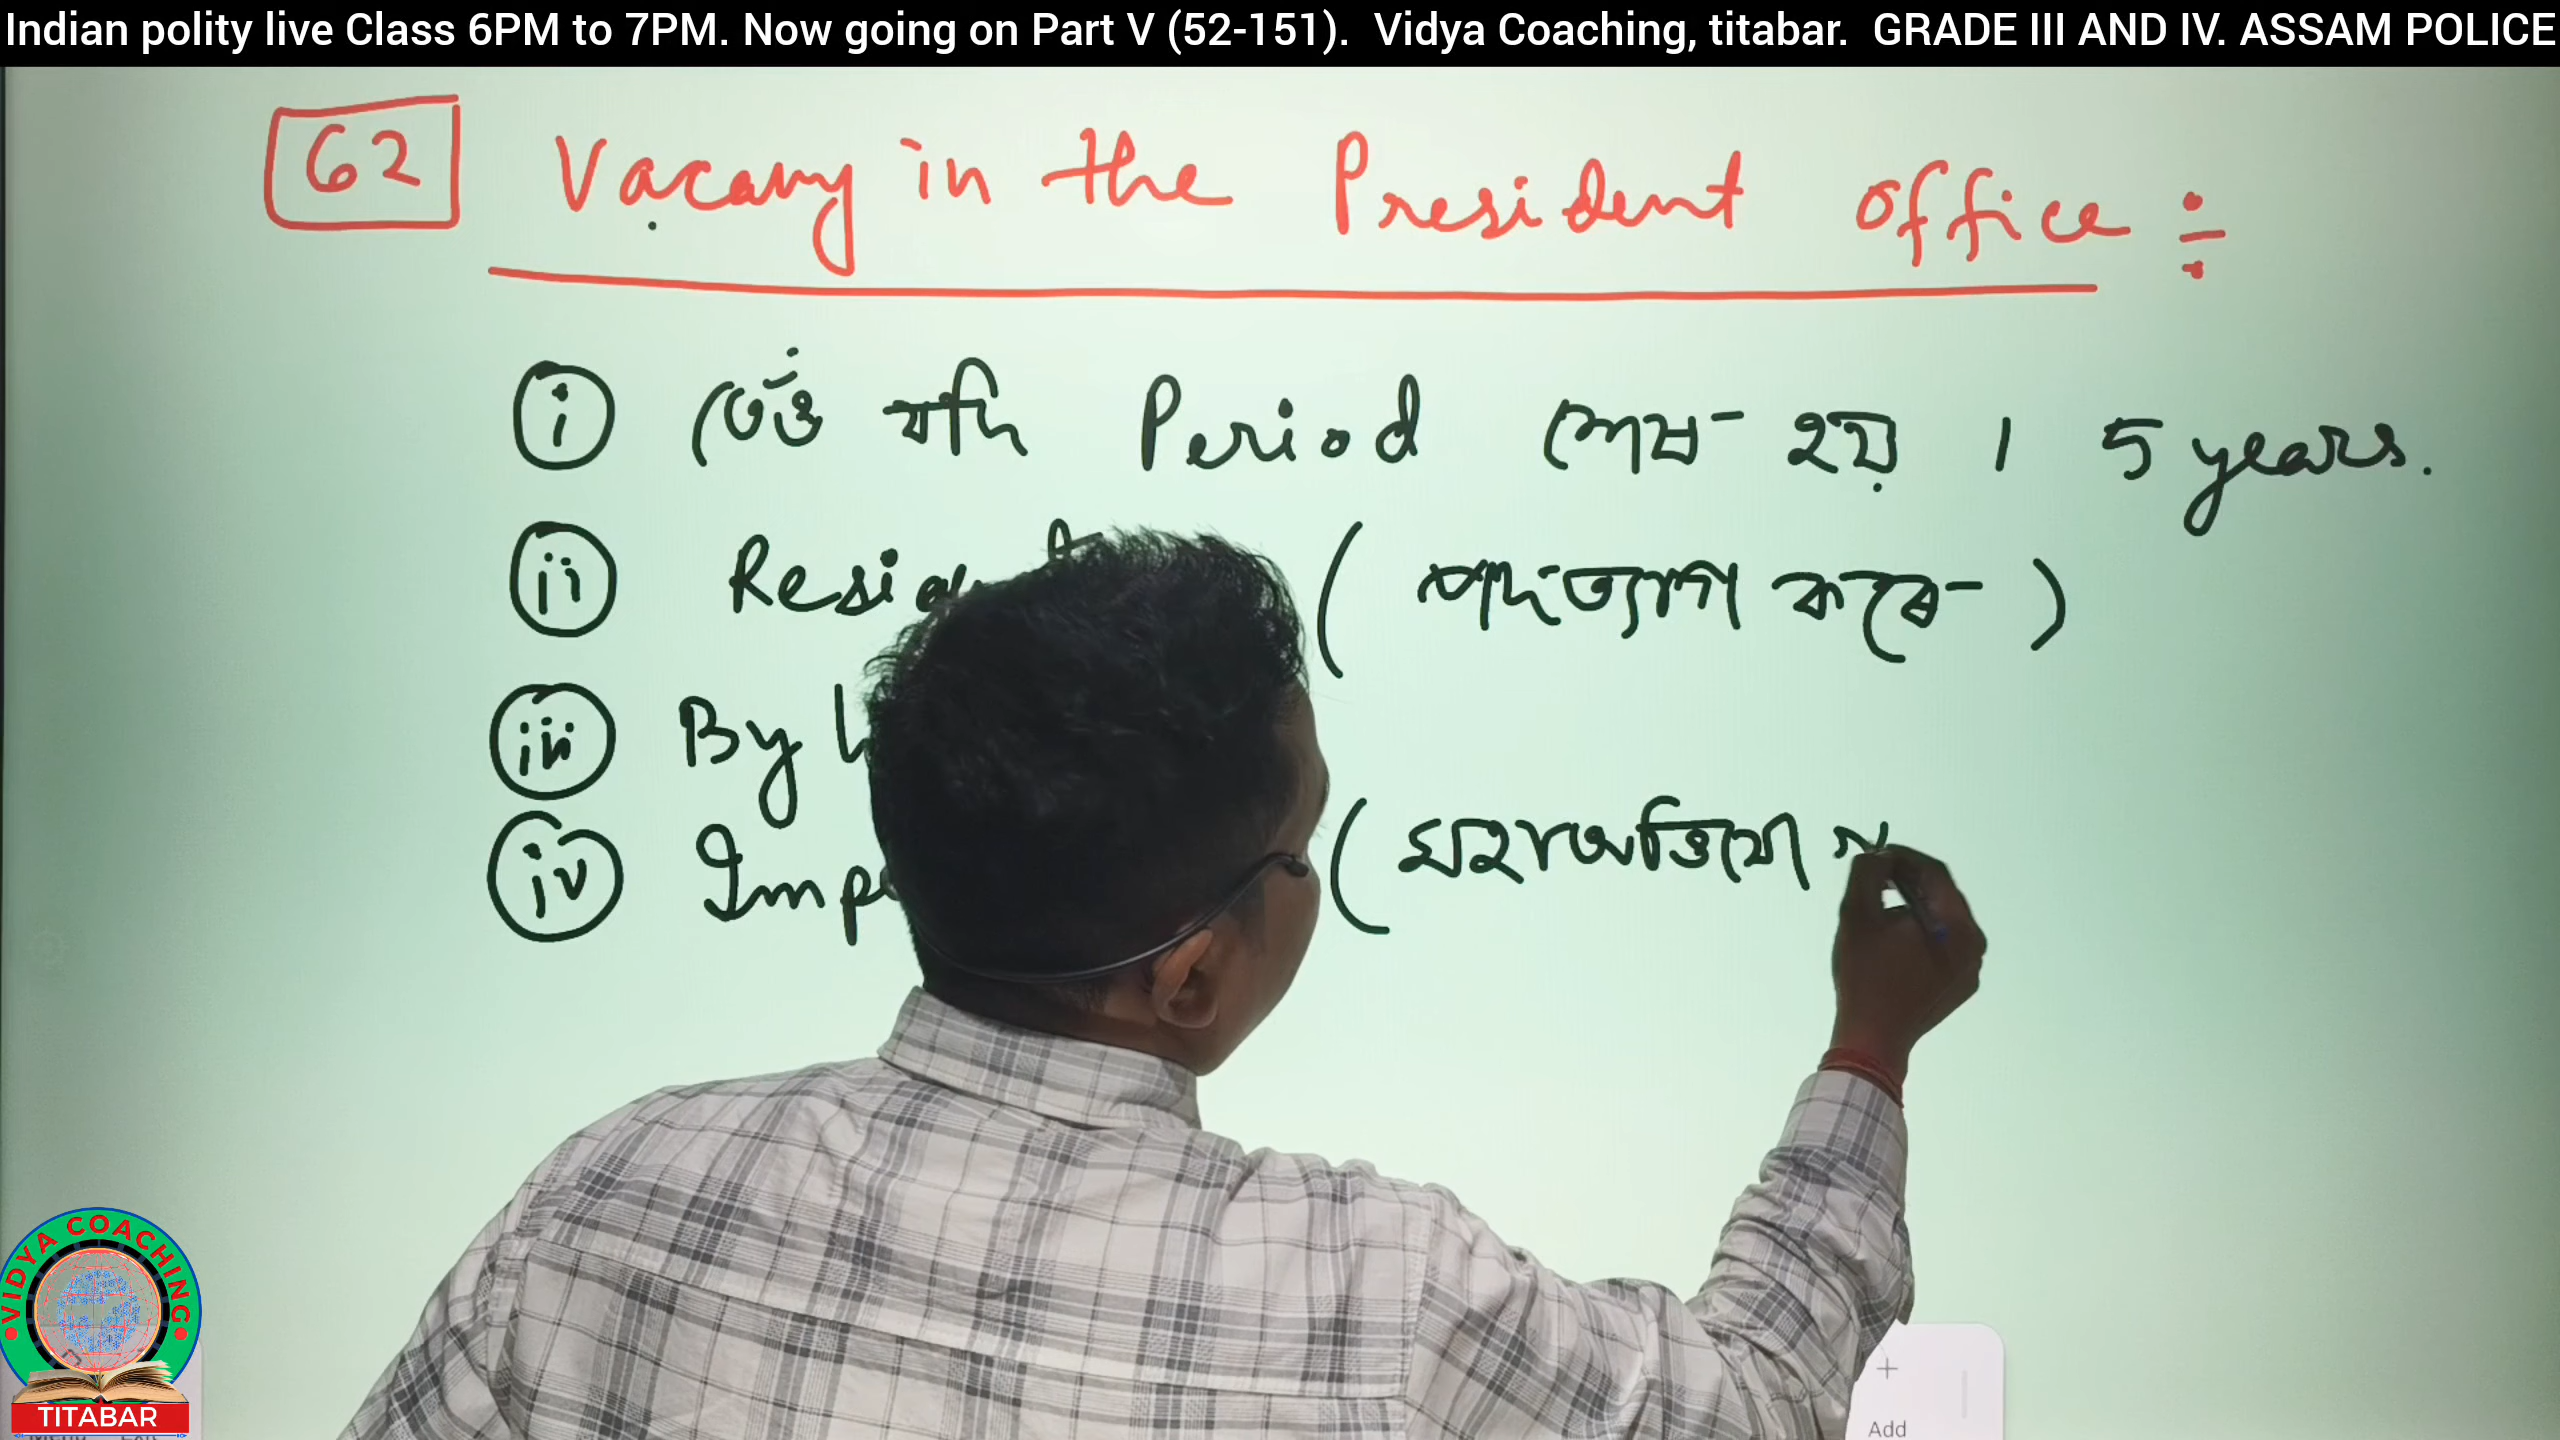 Indian polity live Class 6PM to 7PM. Now going on Part V (52-151). Vidya Coaching, titabar. GRADE III AND IV. ASSAM POLICE
62 Vacany in the President office :
i তেওঁ যদি Period শেষ হয় । 5 years.
ii ( পদত্যাগ কৰে )
iii By
iv ( মহাঅভিযো
VIDYA COACHING
TITABAR
Add